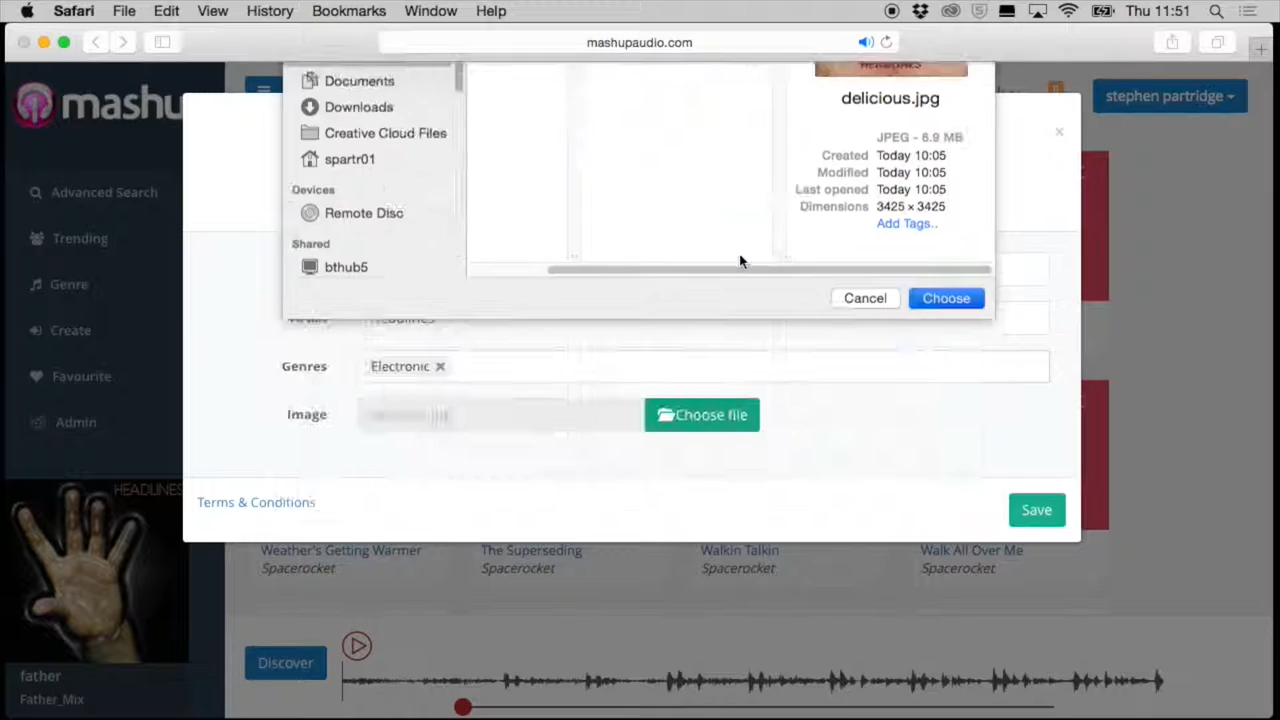 Safari File Edit View History Bookmarks Window Help Thu 11:51
mashupaudio.com
mashu
stephen partridge
Documents
Downloads
Creative Cloud Files
spartr01
Devices
Remote Disc
Shared
bthub5
delicious.jpg
JPEG - 6.9 MB
Created Today 10:05
Modified Today 10:05
Last opened Today 10:05
Dimensions 3425 × 3425
Add Tags..
Cancel Choose
Advanced Search
Trending
Genre
Create
Favourite
Admin
Headlines
Genres Electronic
Image Choose file
Terms & Conditions
Save
HEADLINES
Weather's Getting Warmer
Spacerocket
The Superseding
Spacerocket
Walkin Talkin
Spacerocket
Walk All Over Me
Spacerocket
Discover
father
Father_Mix